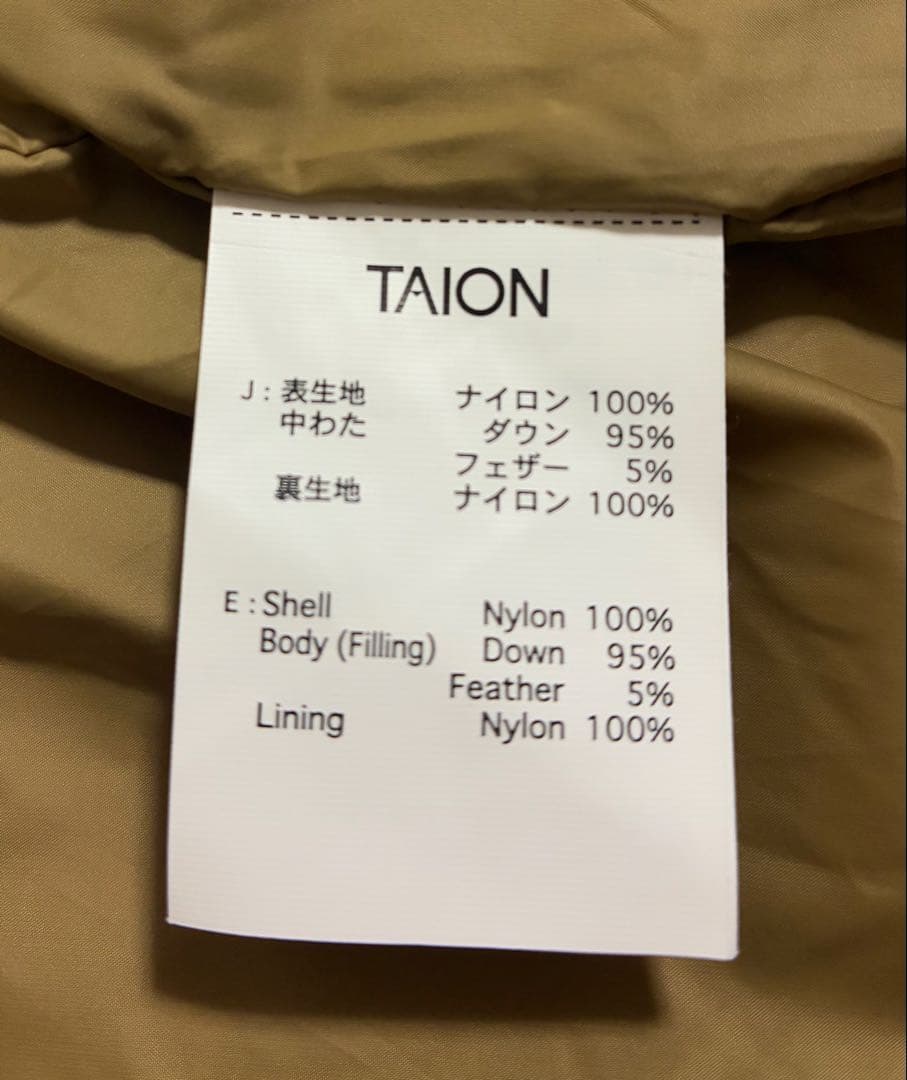 TAION
J : 表生地 ナイロン 100%
中わた ダウン 95%
フェザー 5%
裏生地 ナイロン 100%
E : Shell Nylon 100%
Body (Filling) Down 95%
Feather 5%
Lining Nylon 100%